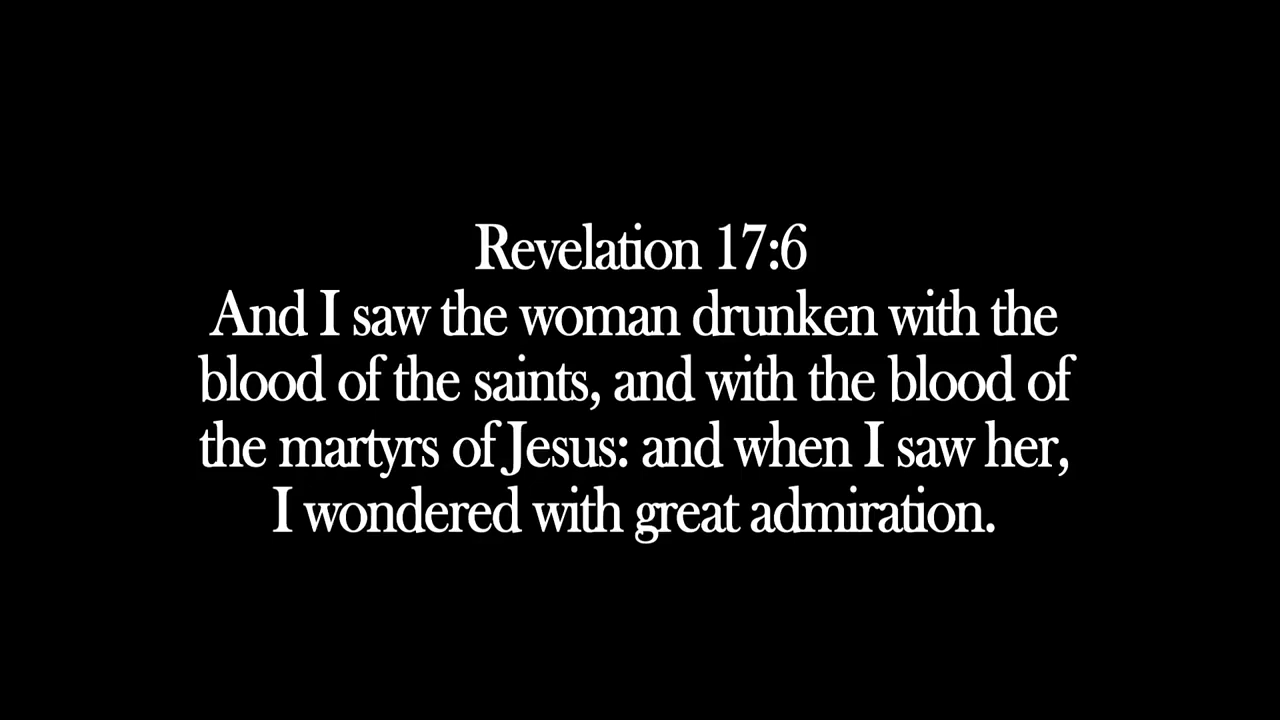 Revelation 17:6
And I saw the woman drunken with the
blood of the saints, and with the blood of
the martyrs of Jesus: and when I saw her,
I wondered with great admiration.